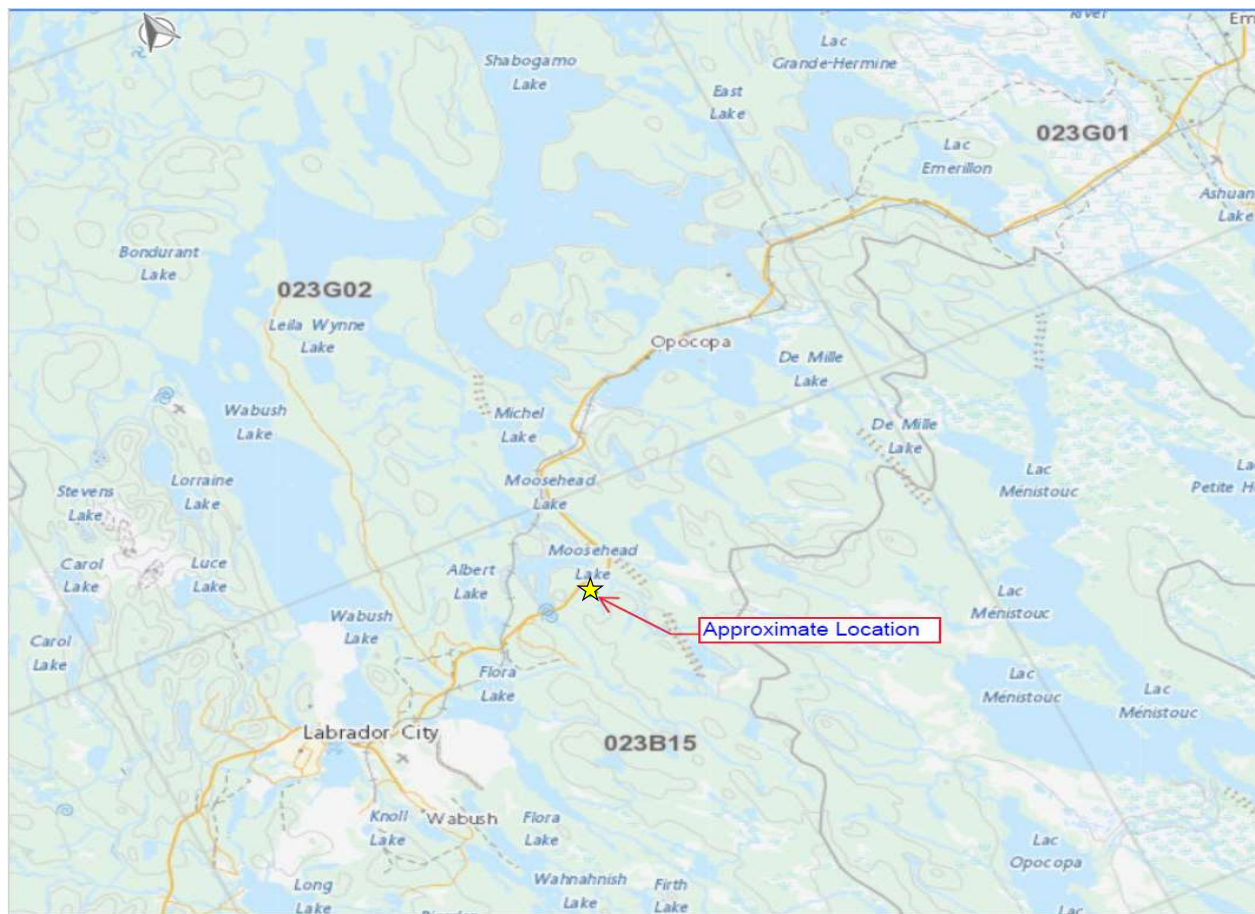 River
Em
Lac
Grande-Hermine
Shabogamo
Lake
East
Lake
023G01
Lac
Emerillon
Ashuan
Lake
Bondurant
Lake
023G02
Leila Wynne
Lake
Opocopa
De Mille
Lake
Wabush
Lake
Michel
Lake
De Mille
Lake
Moosehead
Lake
Lac
Ménistouc
Lac
Petite He
Lorraine
Lake
Stevens
Lake
Carol
Lake
Luce
Lake
Albert
Lake
Moosehead
Lake
Lac
Ménistouc
Wabush
Lake
Approximate Location
Carol
Lake
Flora
Lake
Lac
Ménistouc
Lac
Ménistouc
Labrador City
023B15
Knoll
Lake
Wabush
Flora
Lake
Lac
Opocopa
Long
Lake
Wahnahnish
Lake
Firth
Lake
Lac